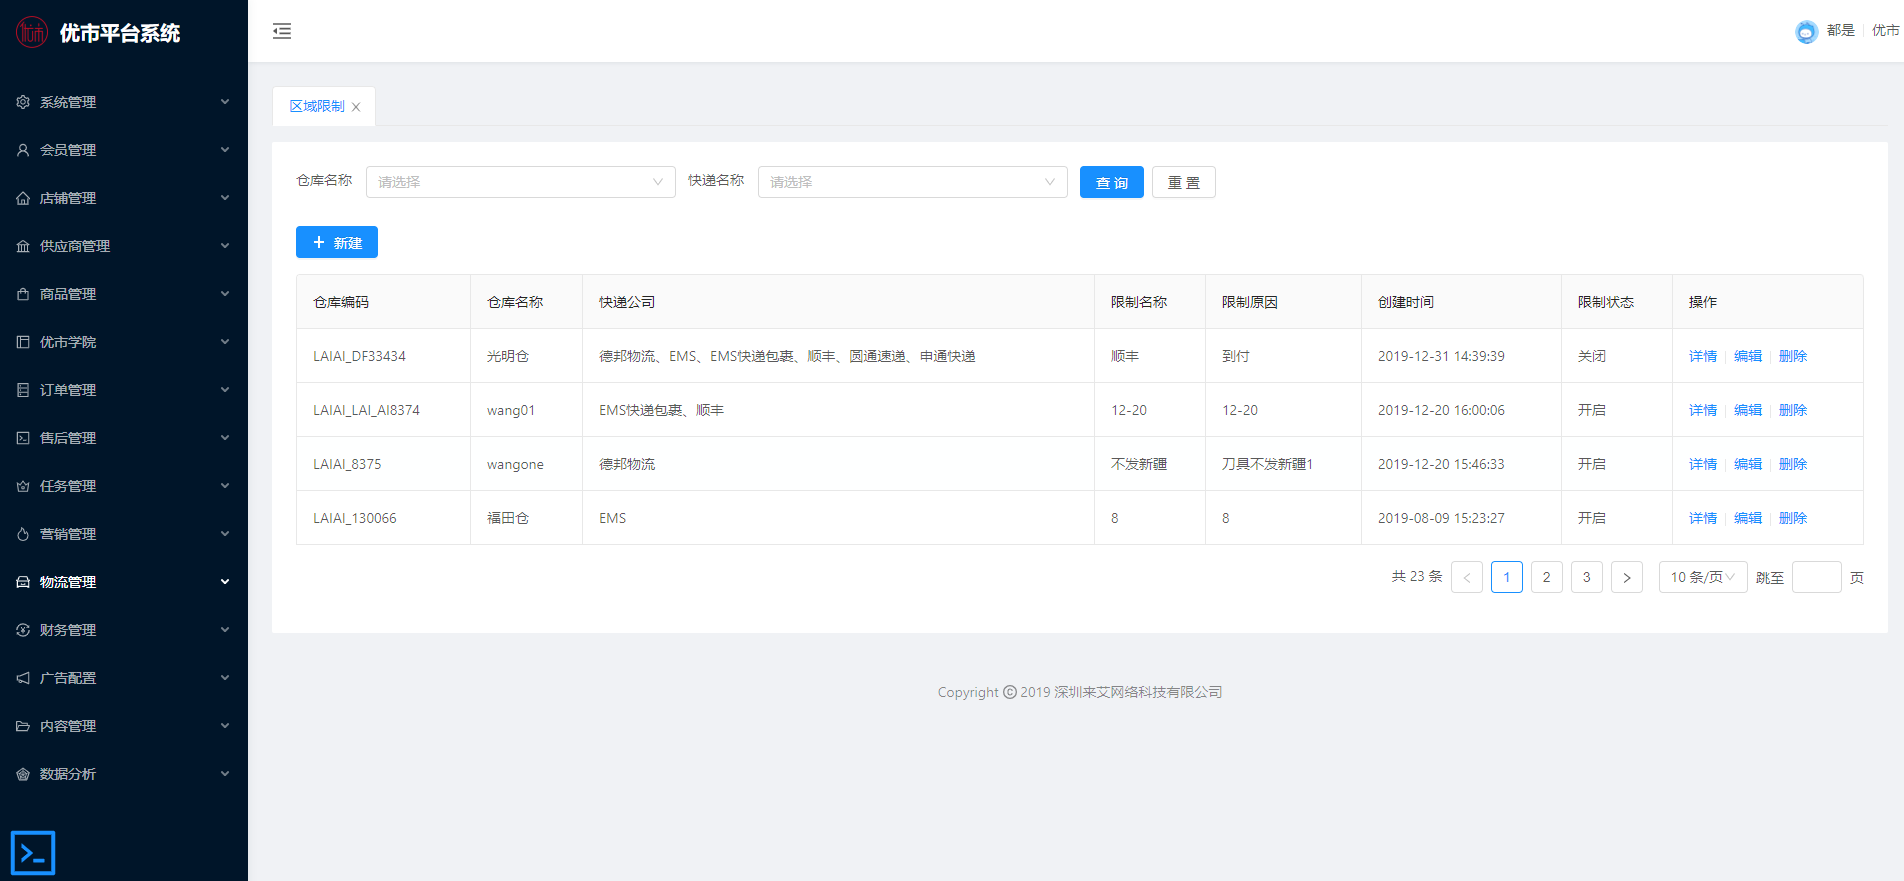 优市平台系统
都是
优市
系统管理
会员管理
店铺管理
供应商管理
商品管理
优市学院
订单管理
售后管理
任务管理
营销管理
物流管理
财务管理
广告配置
内容管理
数据分析
区域限制
仓库名称 请选择 快递名称 请选择 查 询 重 置
新建
仓库编码 仓库名称 快递公司 限制名称 限制原因 创建时间 限制状态 操作
LAIAI_DF33434 光明仓 德邦物流、EMS、EMS快递包裹、顺丰、圆通速递、申通快递 顺丰 到付 2019-12-31 14:39:39 关闭 详情 编辑 删除
LAIAI_LAI_AI8374 wang01 EMS快递包裹、顺丰 12-20 12-20 2019-12-20 16:00:06 开启 详情 编辑 删除
LAIAI_8375 wangone 德邦物流 不发新疆 刀具不发新疆1 2019-12-20 15:46:33 开启 详情 编辑 删除
LAIAI_130066 福田仓 EMS 8 8 2019-08-09 15:23:27 开启 详情 编辑 删除
共 23 条 < 1 2 3 > 10 条/页 跳至 页
Copyright © 2019 深圳来艾网络科技有限公司